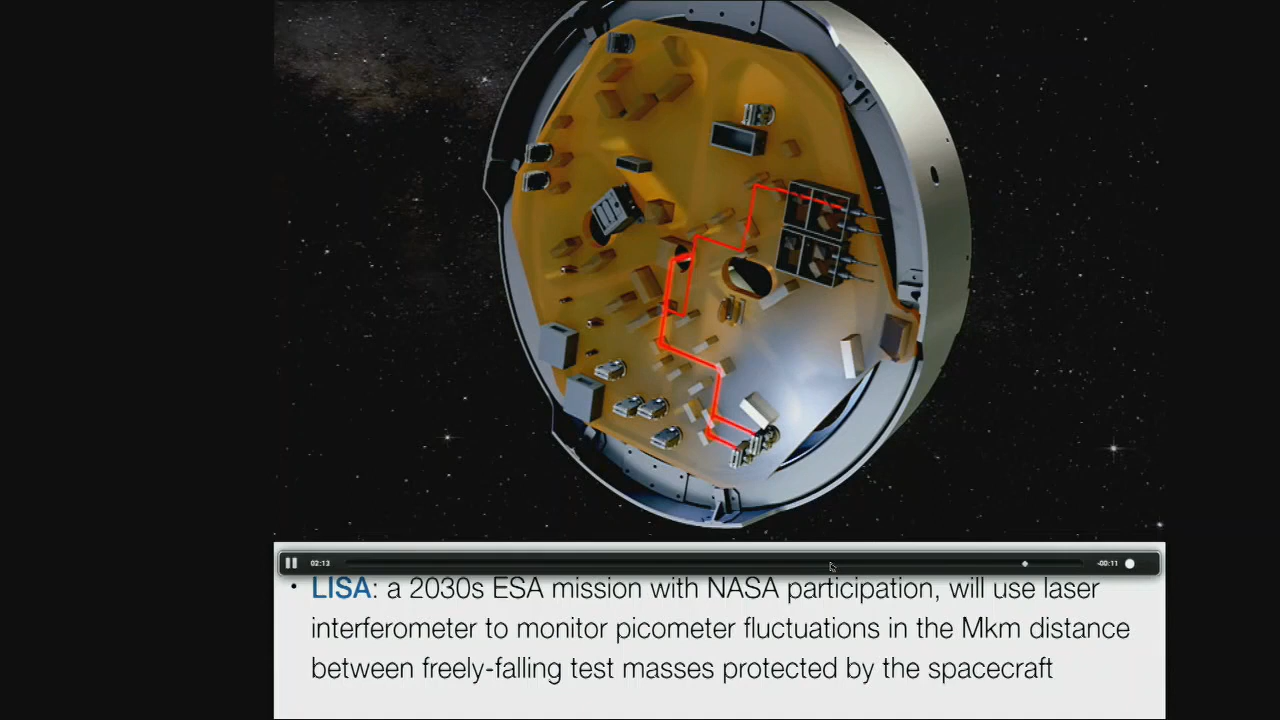 02:13
-00:11
• LISA: a 2030s ESA mission with NASA participation, will use laser
interferometer to monitor picometer fluctuations in the Mkm distance
between freely-falling test masses protected by the spacecraft